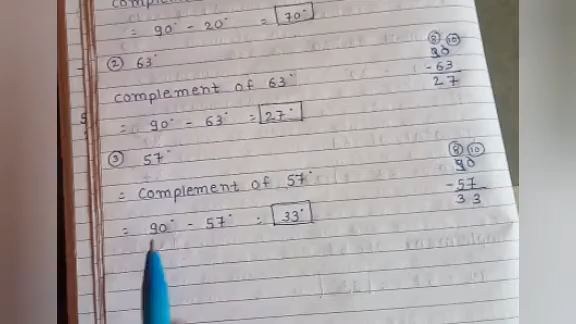 complement
= 90° - 20° = 70°
② 63°
complement of 63°
= 90° - 63° = 27°
⑧ ⑩
90
- 63
27
③ 57°
= complement of 57°
= 90° - 57° = 33°
⑧ ⑩
90
- 57
33